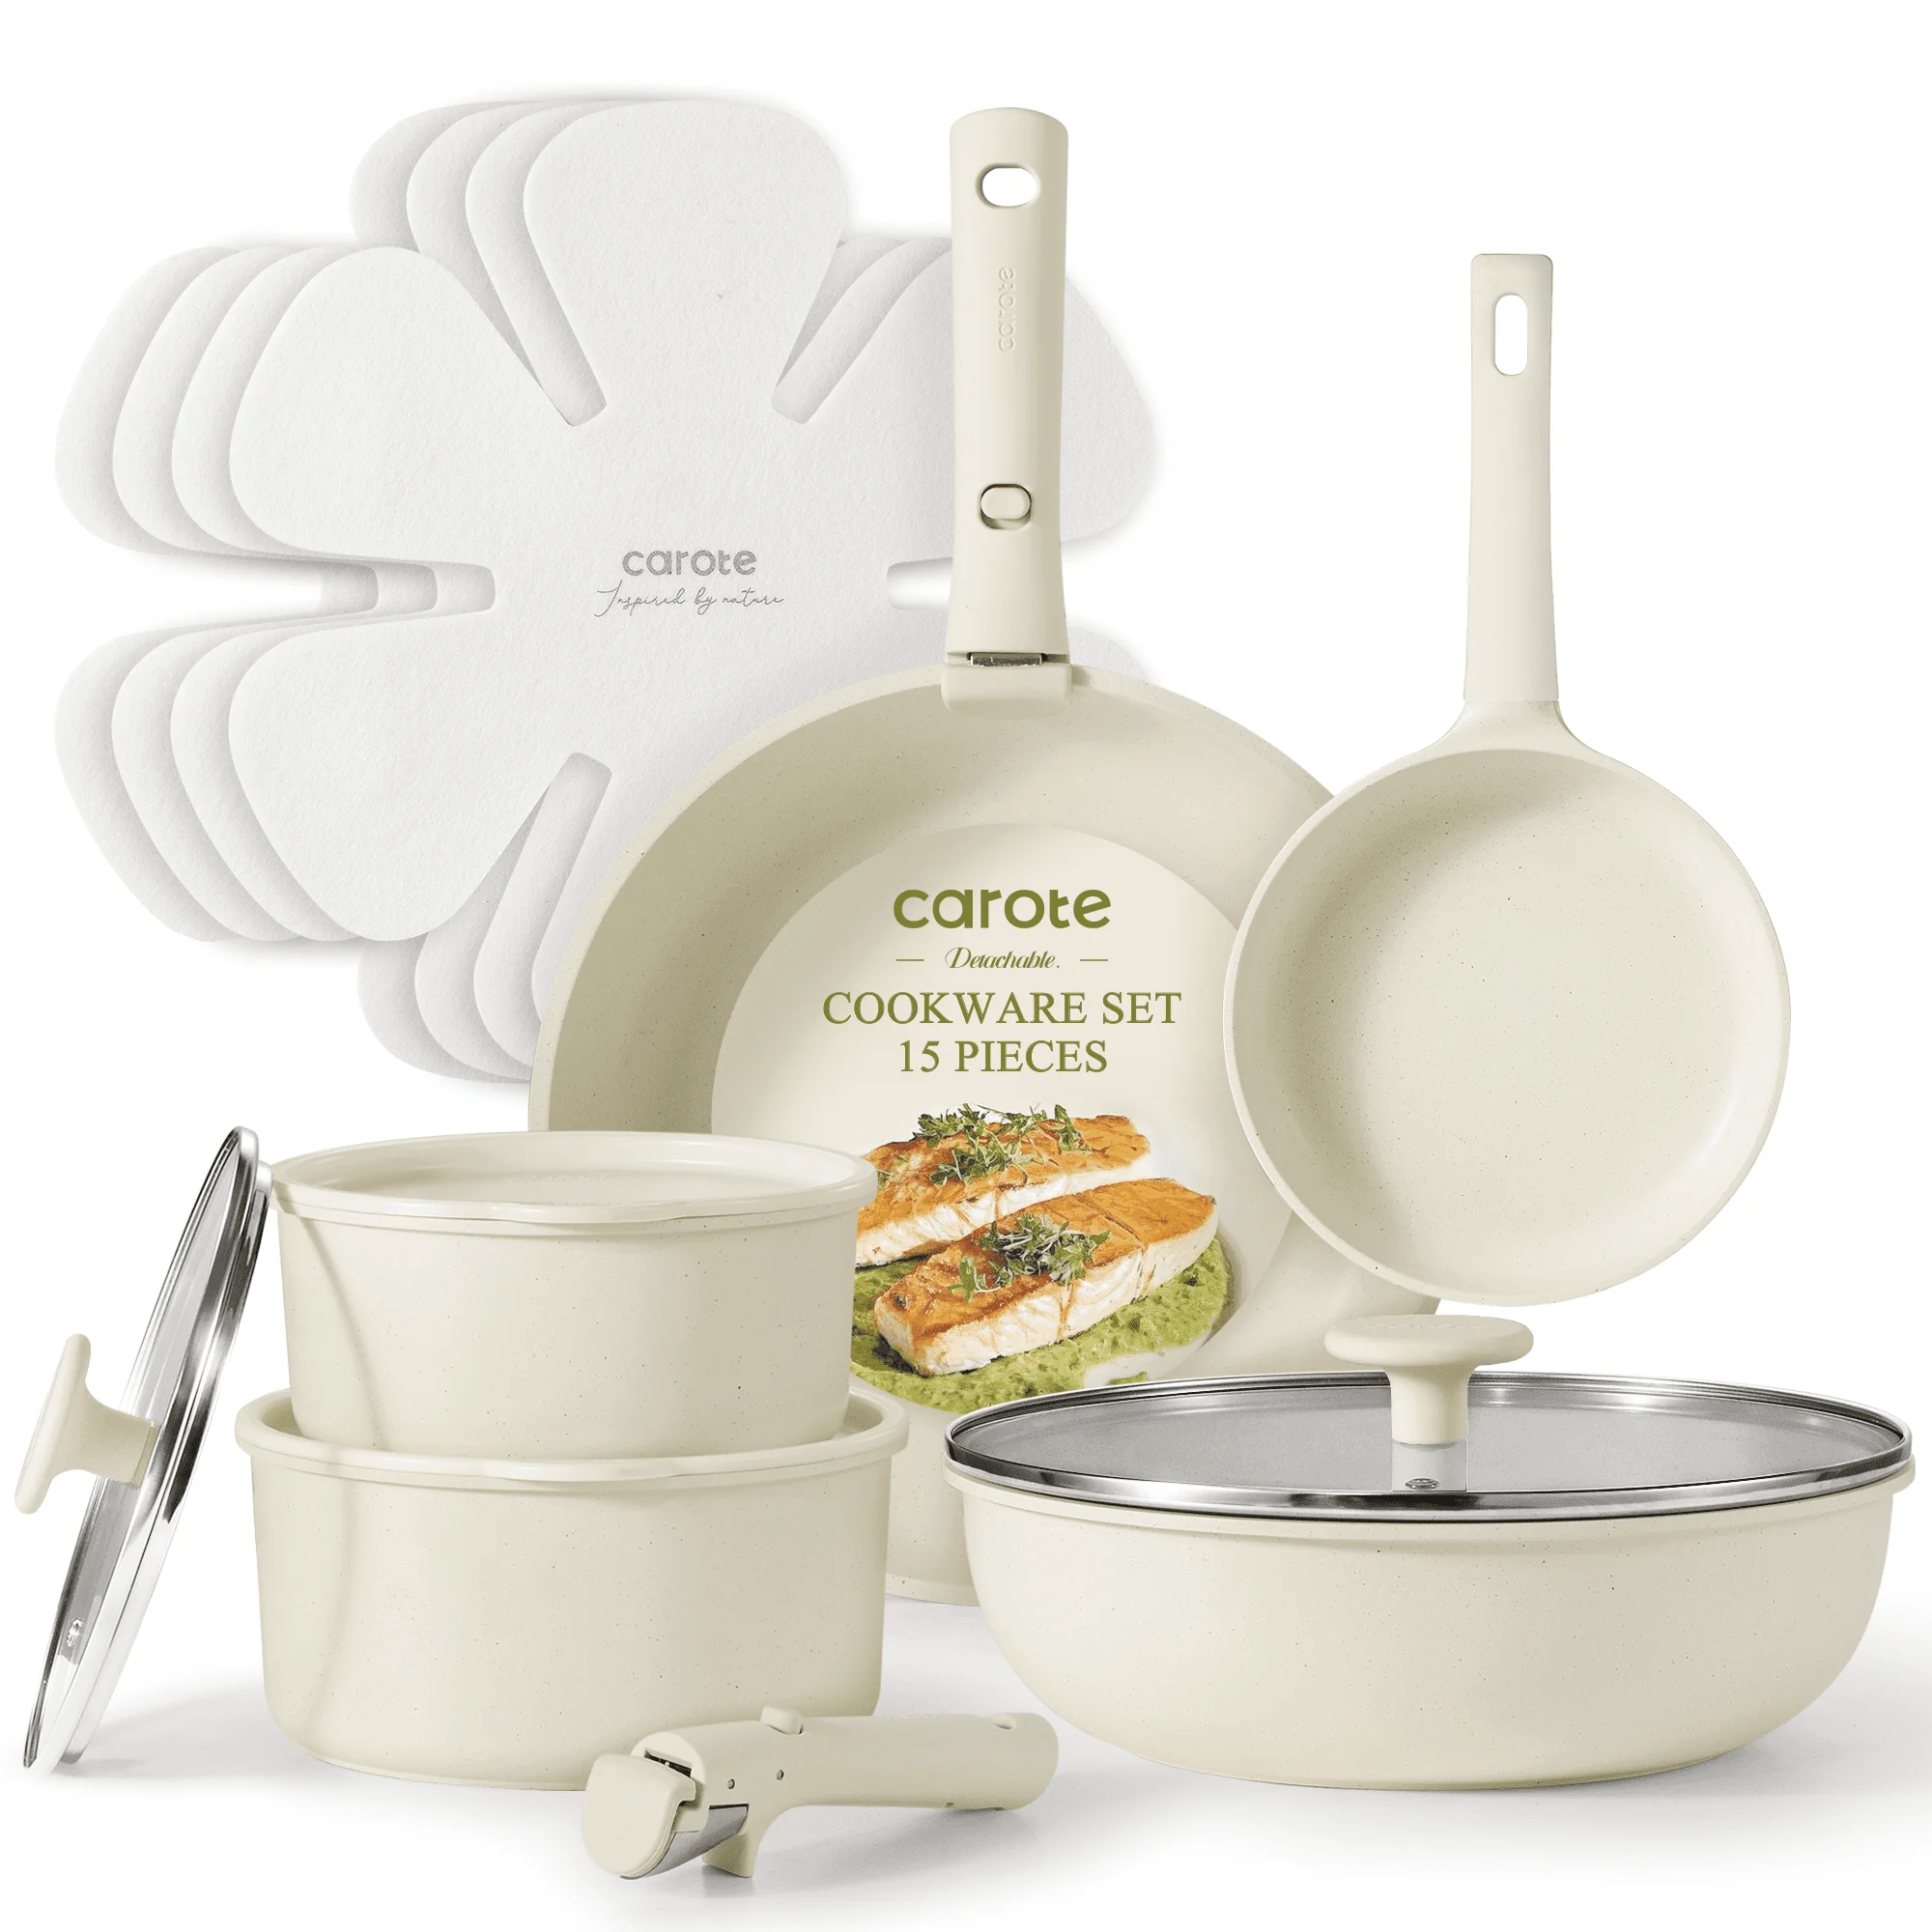 carote
carote
Inspired by nature
carote
Detachable.
COOKWARE SET
15 PIECES